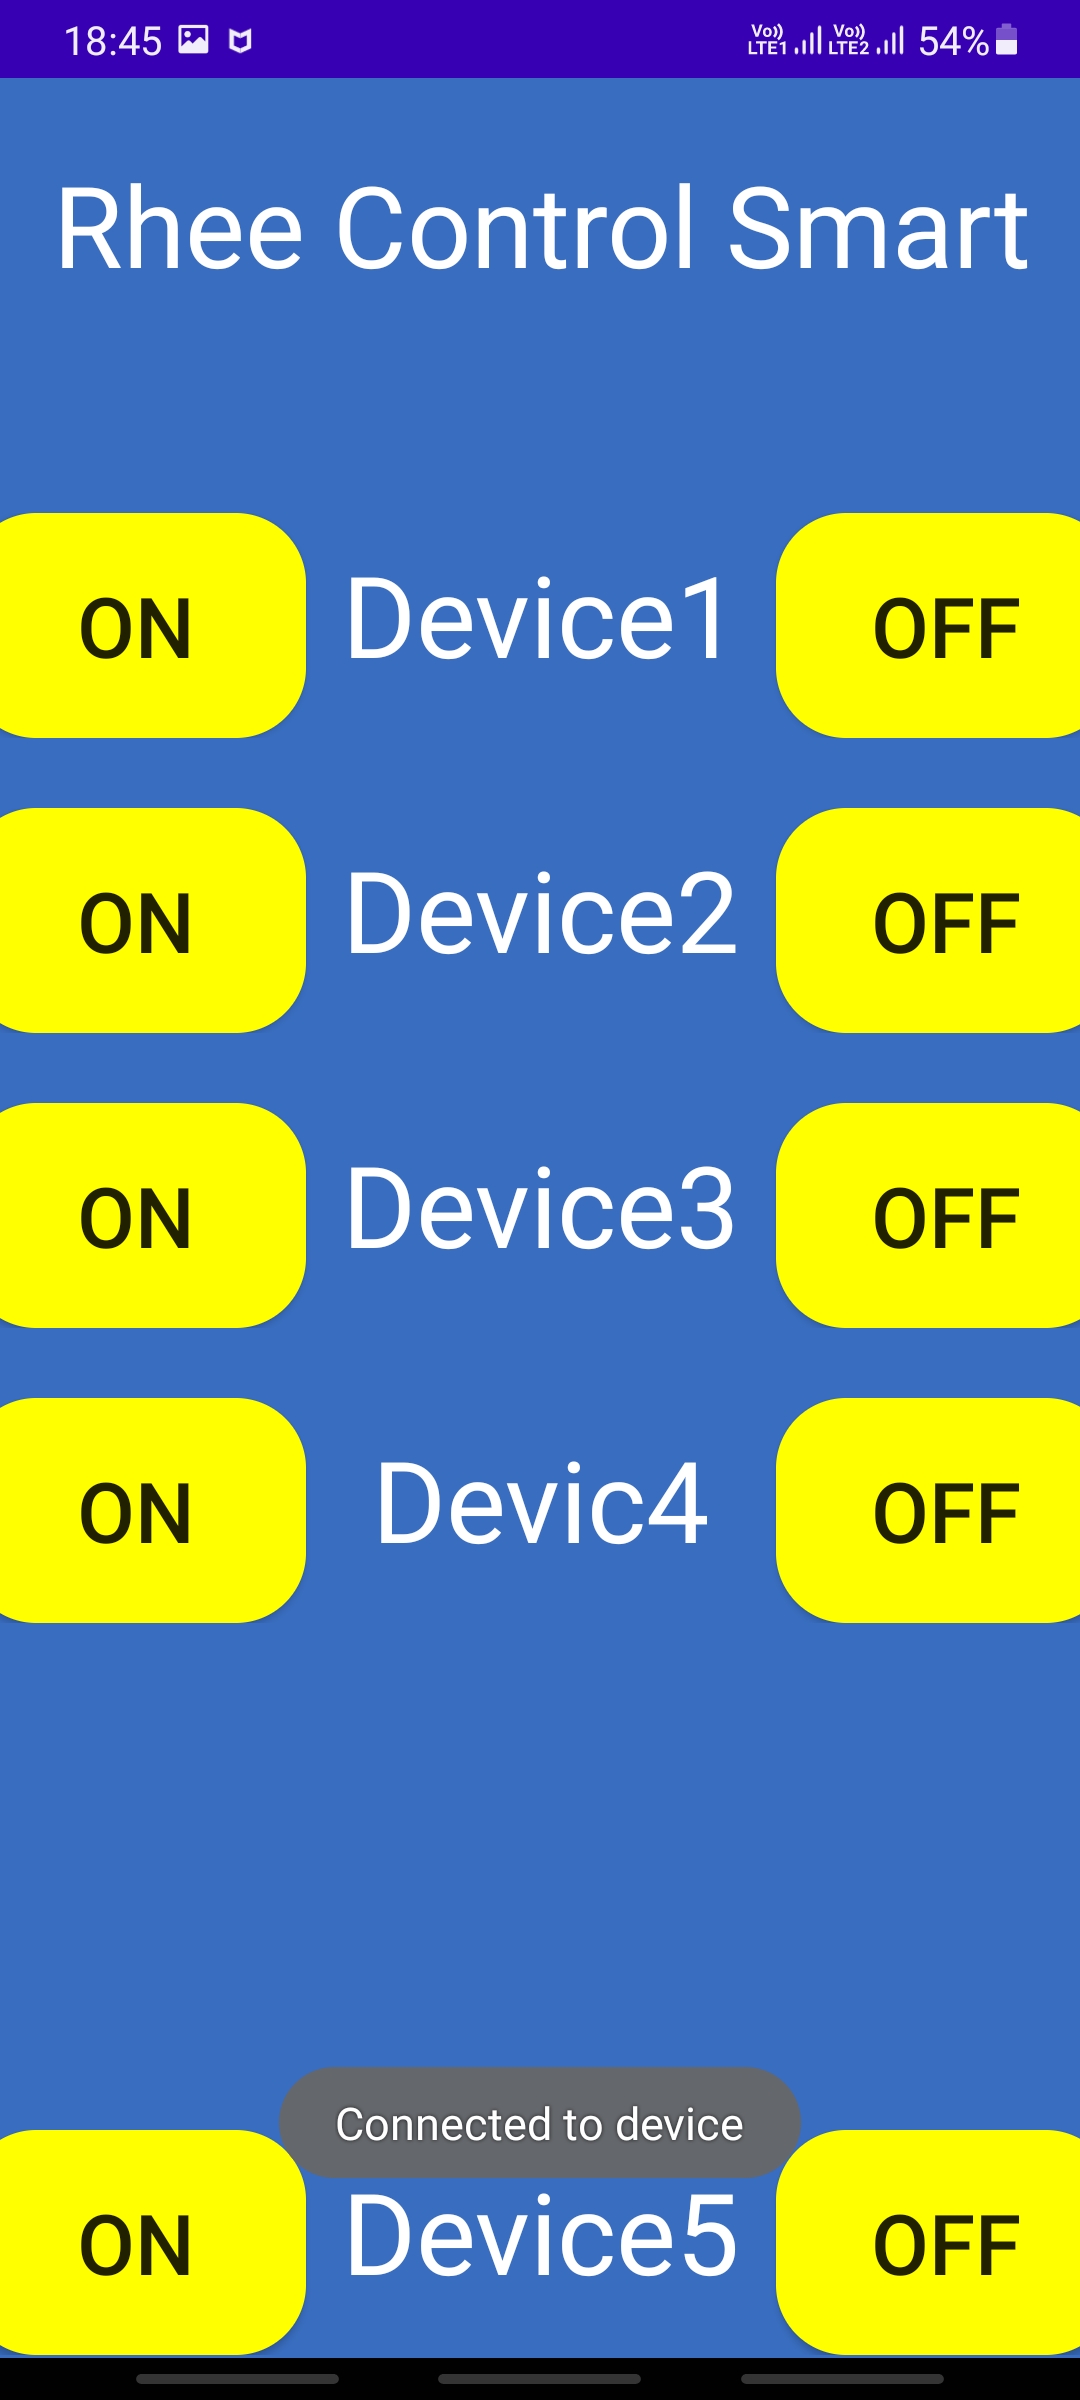 18:45 Vo)) LTE1 Vo)) LTE2 54%
Rhee Control Smart
ON Device1 OFF
ON Device2 OFF
ON Device3 OFF
ON Devic4 OFF
Connected to device
ON Device5 OFF